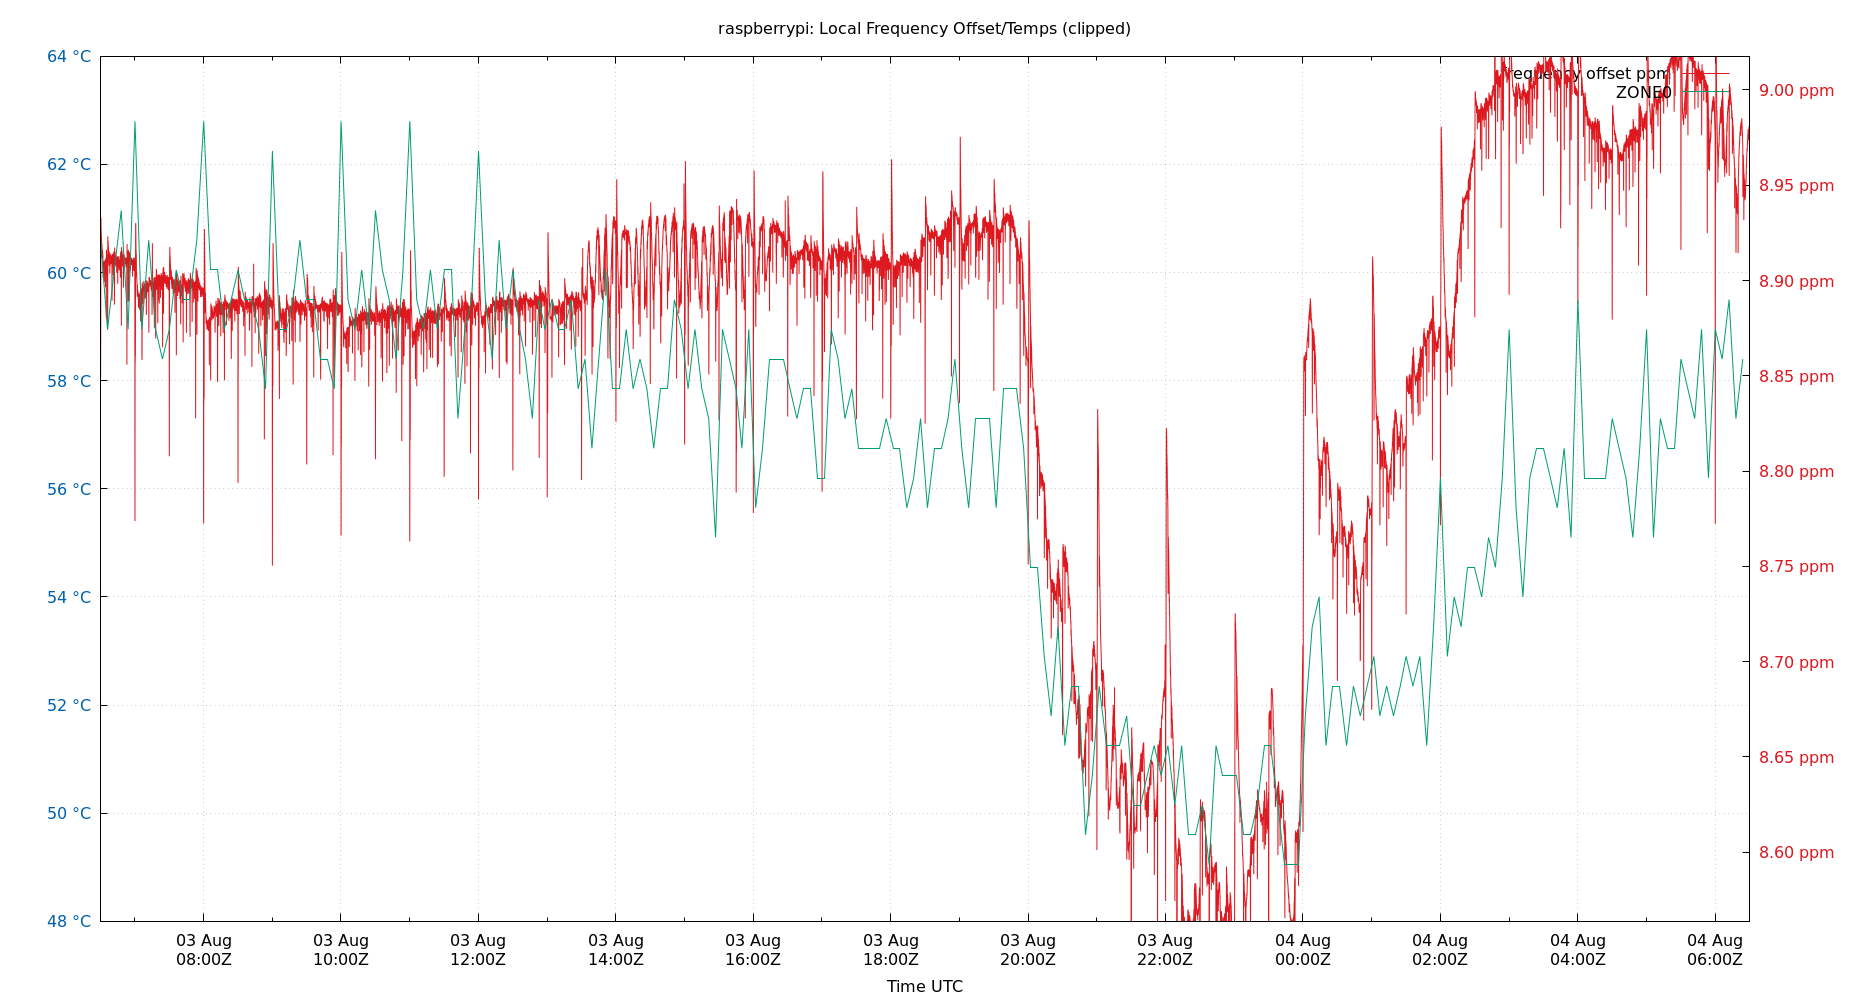 raspberrypi: Local Frequency Offset/Temps (clipped)
64 °C
62 °C
60 °C
58 °C
56 °C
54 °C
52 °C
50 °C
48 °C
frequency offset ppm
ZONE0
9.00 ppm
8.95 ppm
8.90 ppm
8.85 ppm
8.80 ppm
8.75 ppm
8.70 ppm
8.65 ppm
8.60 ppm
03 Aug 03 Aug 03 Aug 03 Aug 03 Aug 03 Aug 03 Aug 03 Aug 04 Aug 04 Aug 04 Aug 04 Aug
08:00Z 10:00Z 12:00Z 14:00Z 16:00Z 18:00Z 20:00Z 22:00Z 00:00Z 02:00Z 04:00Z 06:00Z
Time UTC